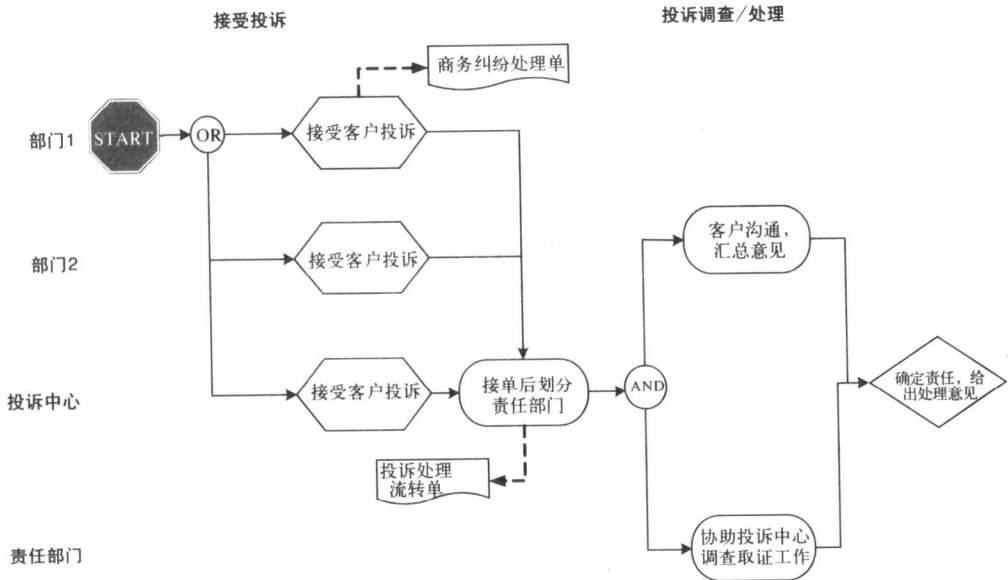 接受投诉
投诉调查/处理
商务纠纷处理单
部门1
START
OR
接受客户投诉
客户沟通，
汇总意见
部门2
接受客户投诉
投诉中心
接受客户投诉
接单后划分
责任部门
AND
确定责任，给
出处理意见
投诉处理
流转单
责任部门
协助投诉中心
调查取证工作